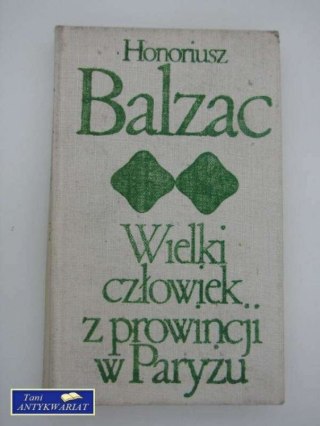 Honoriusz
Balzac
Wielki
człowiek
z prowincji
w Paryżu
Tani
ANTYKWARIAT